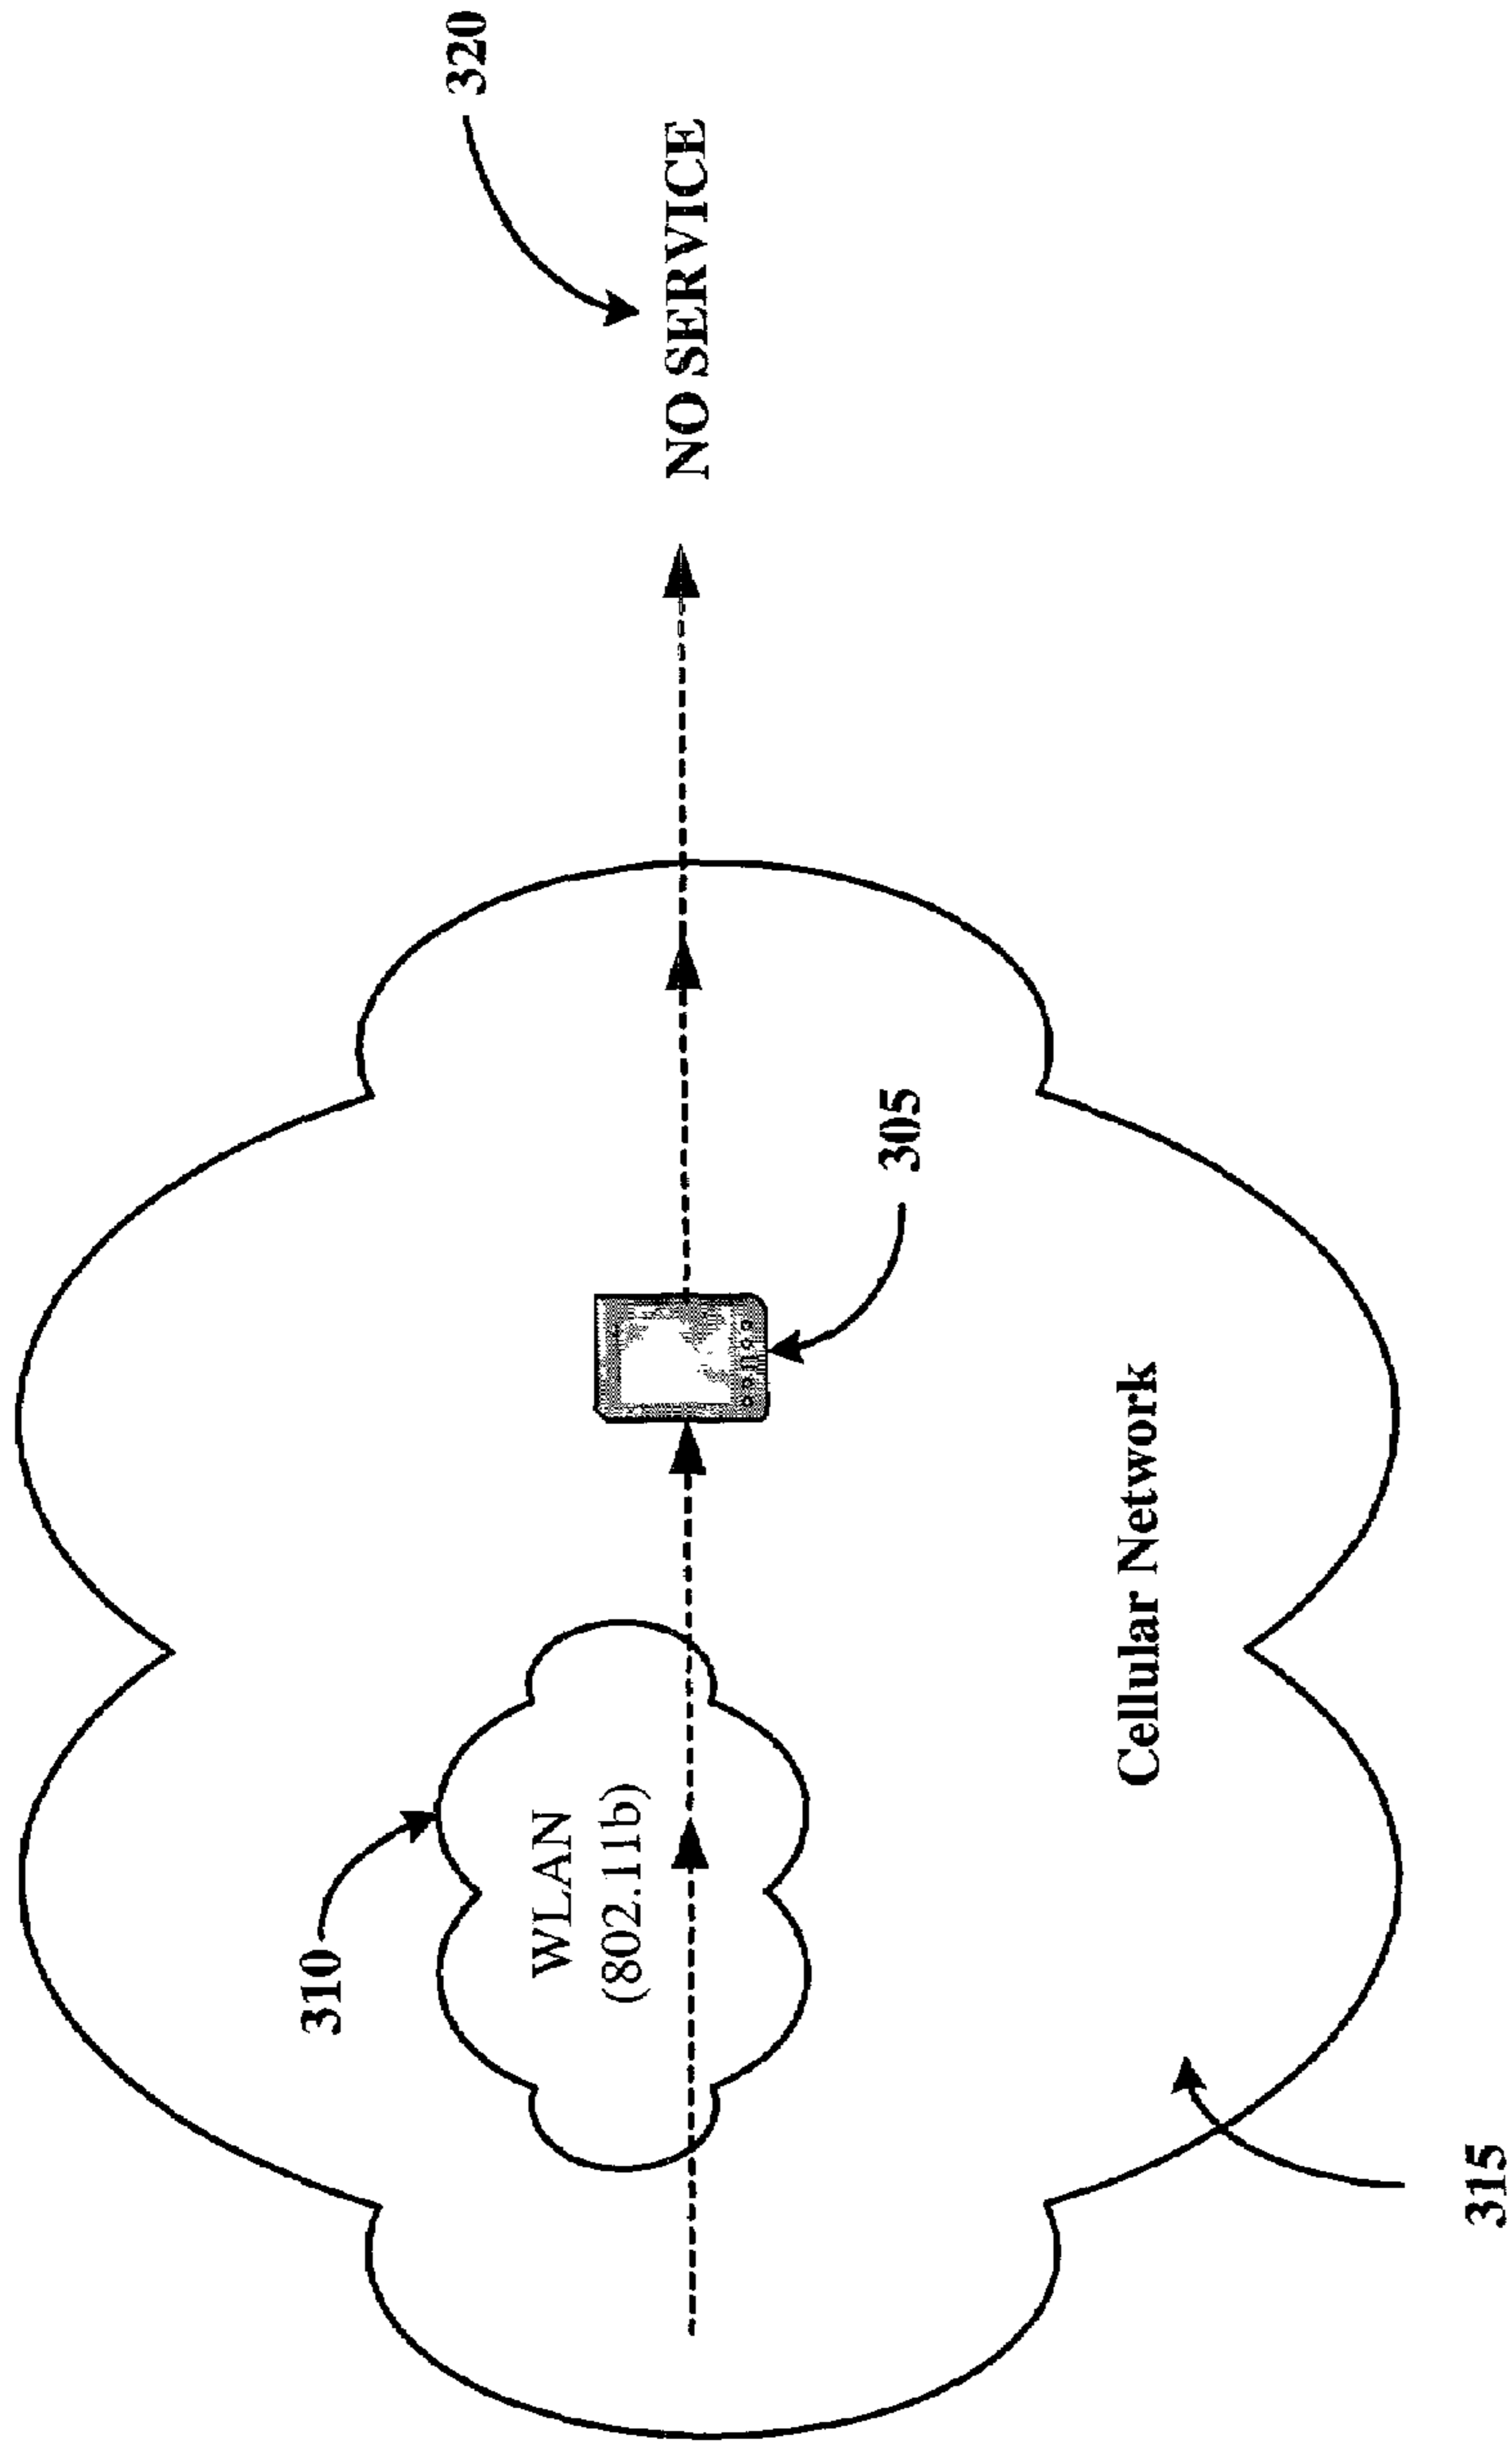 310
WLAN
(802.11b)
315
Cellular Network
305
320
NO SERVICE